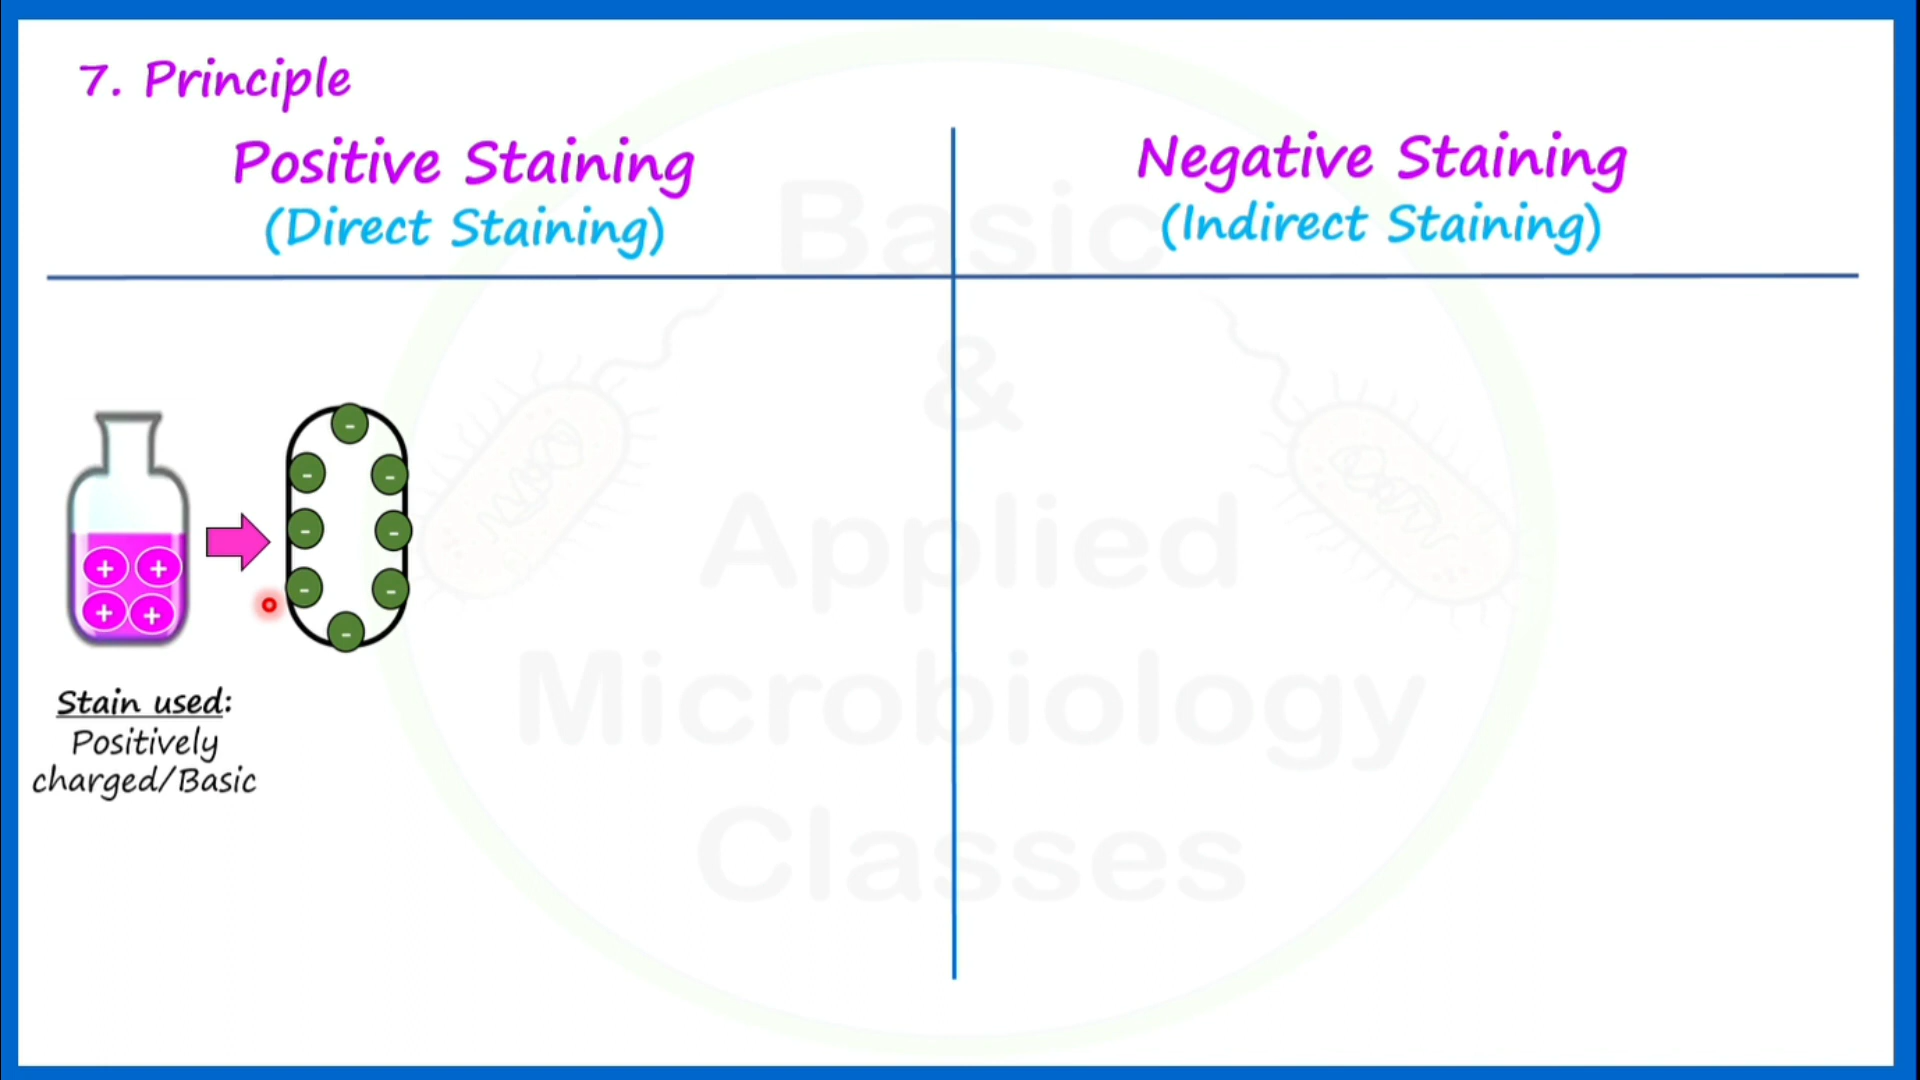 7. Principle
Positive Staining
(Direct Staining)
Negative Staining
(Indirect Staining)
Basic
&
Applied
Microbiology
Classes
-
- -
- -
- -
-
+ +
+ +
Stain used:
Positively
charged/Basic